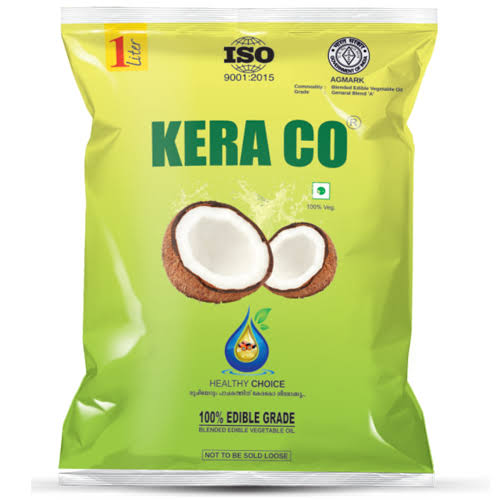 1
Liter
ISO
9001:2015
AGMARK
Commodity : Blended Edible Vegetable Oil
Grade : General Blend 'A'
KERA CO ®
100% Veg.
HEALTHY CHOICE
100% EDIBLE GRADE
BLENDED EDIBLE VEGETABLE OIL
NOT TO BE SOLD LOOSE